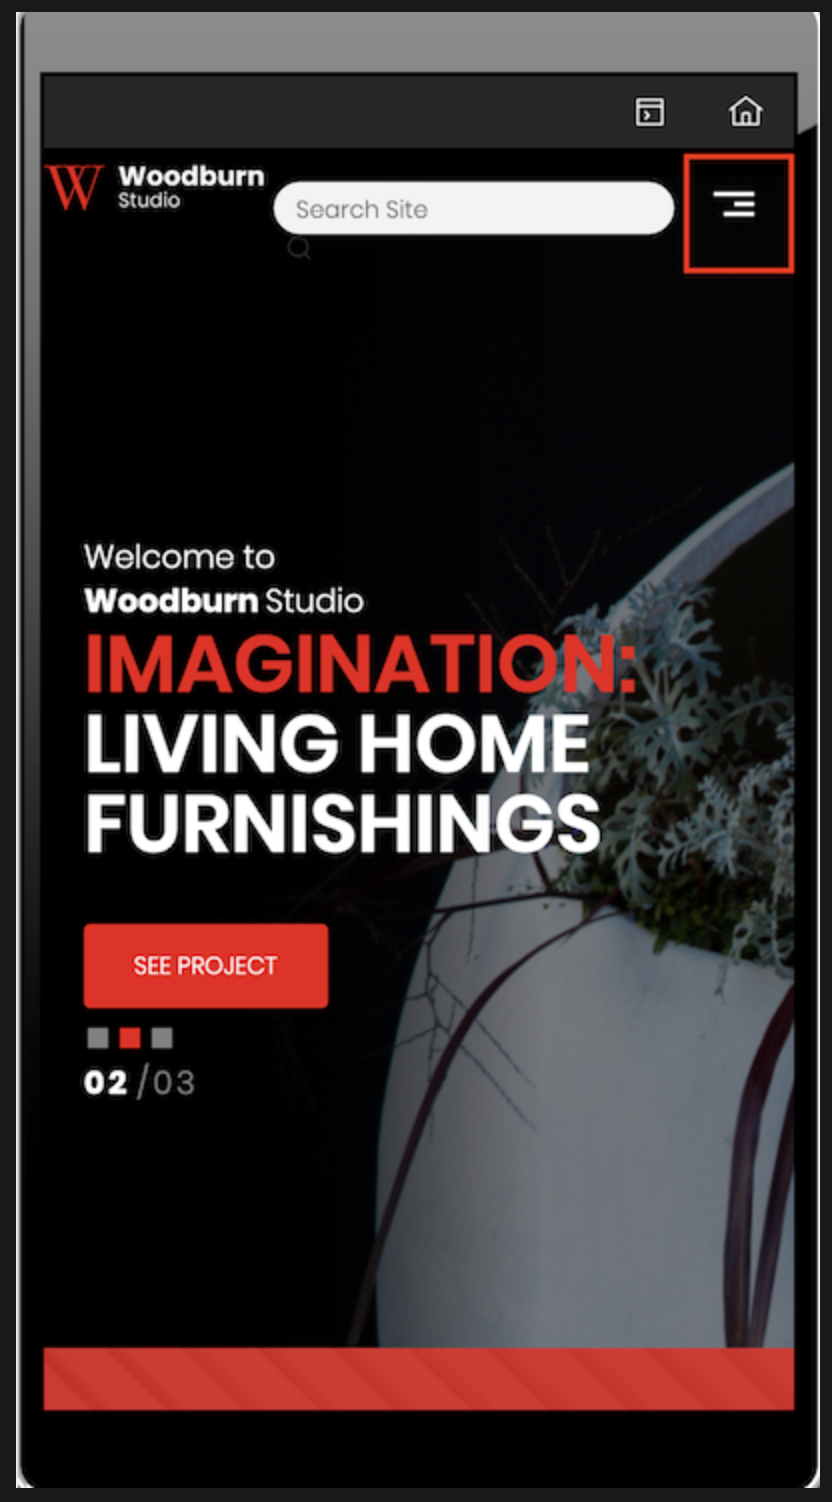 W Woodburn
Studio
Search Site
Welcome to
Woodburn Studio
IMAGINATION:
LIVING HOME
FURNISHINGS
SEE PROJECT
02 /03